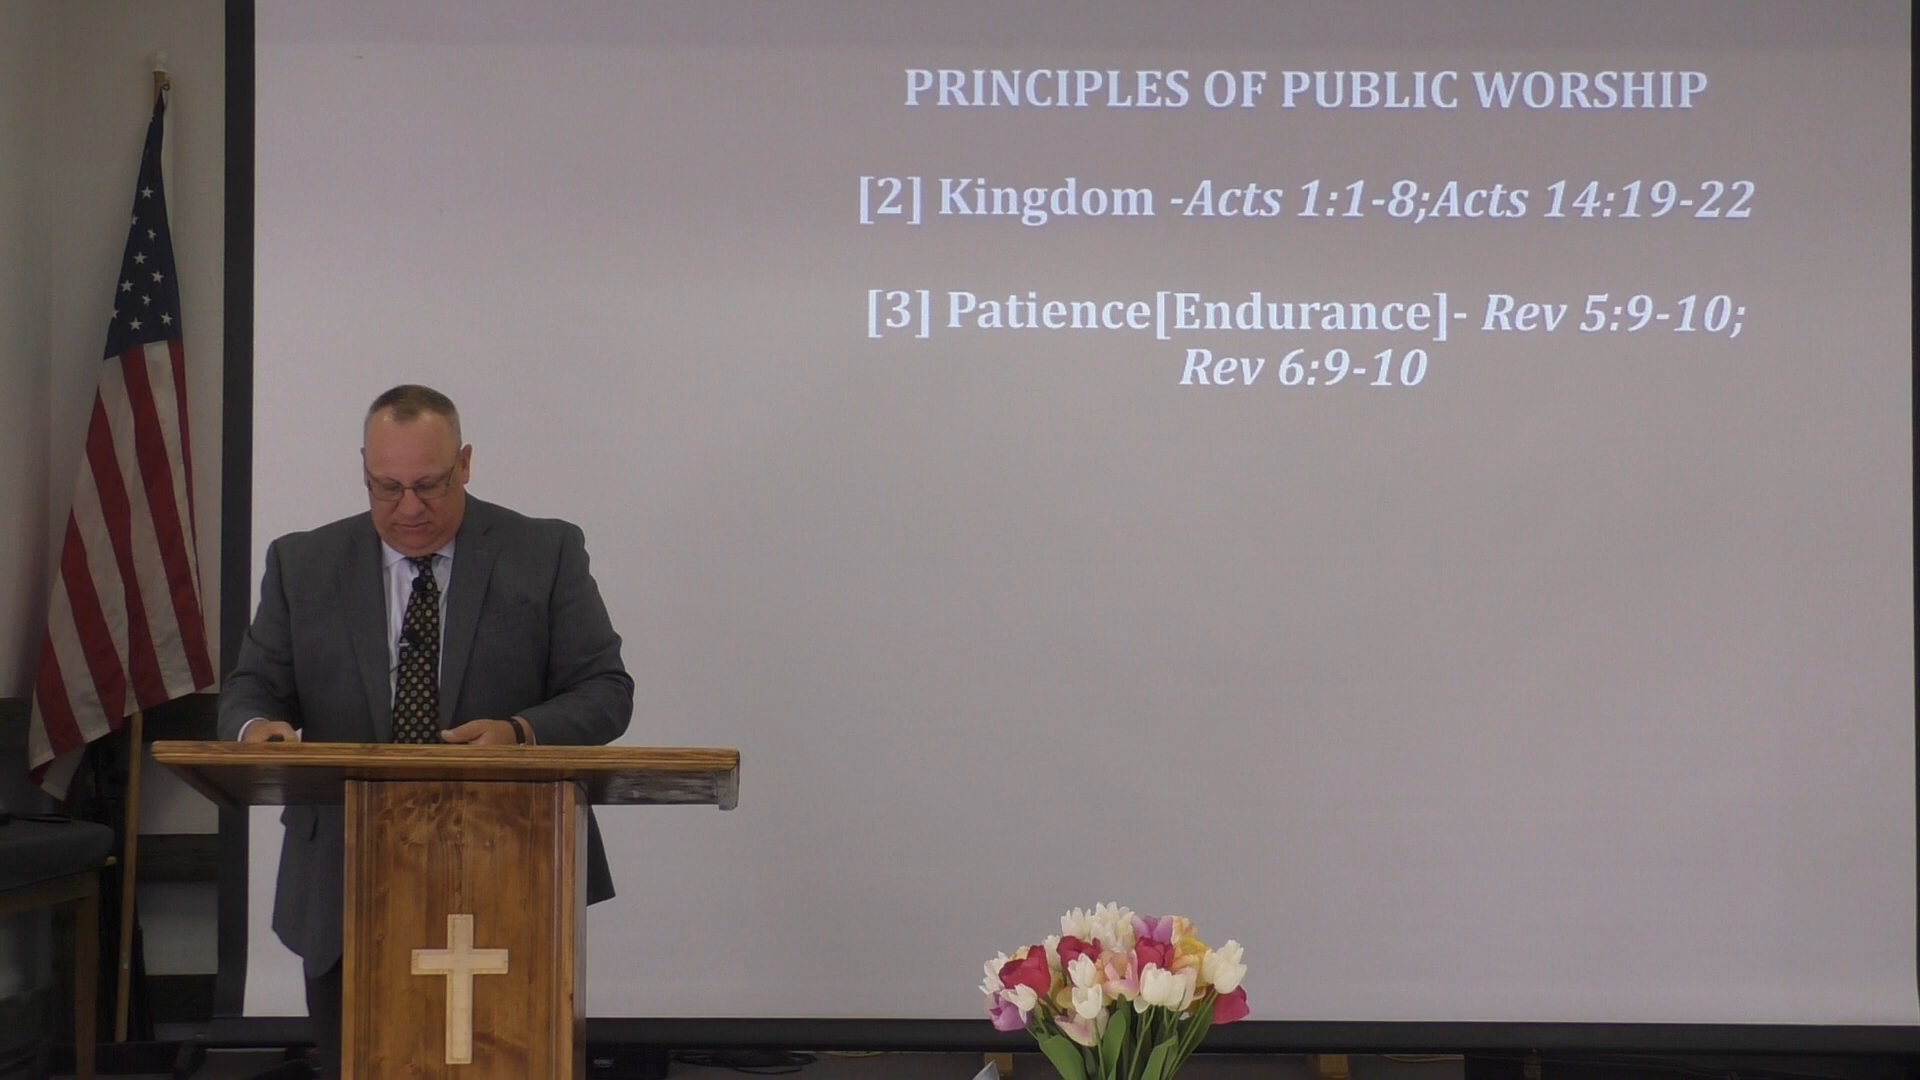 PRINCIPLES OF PUBLIC WORSHIP
[2] Kingdom -Acts 1:1-8;Acts 14:19-22
[3] Patience[Endurance]- Rev 5:9-10;
Rev 6:9-10